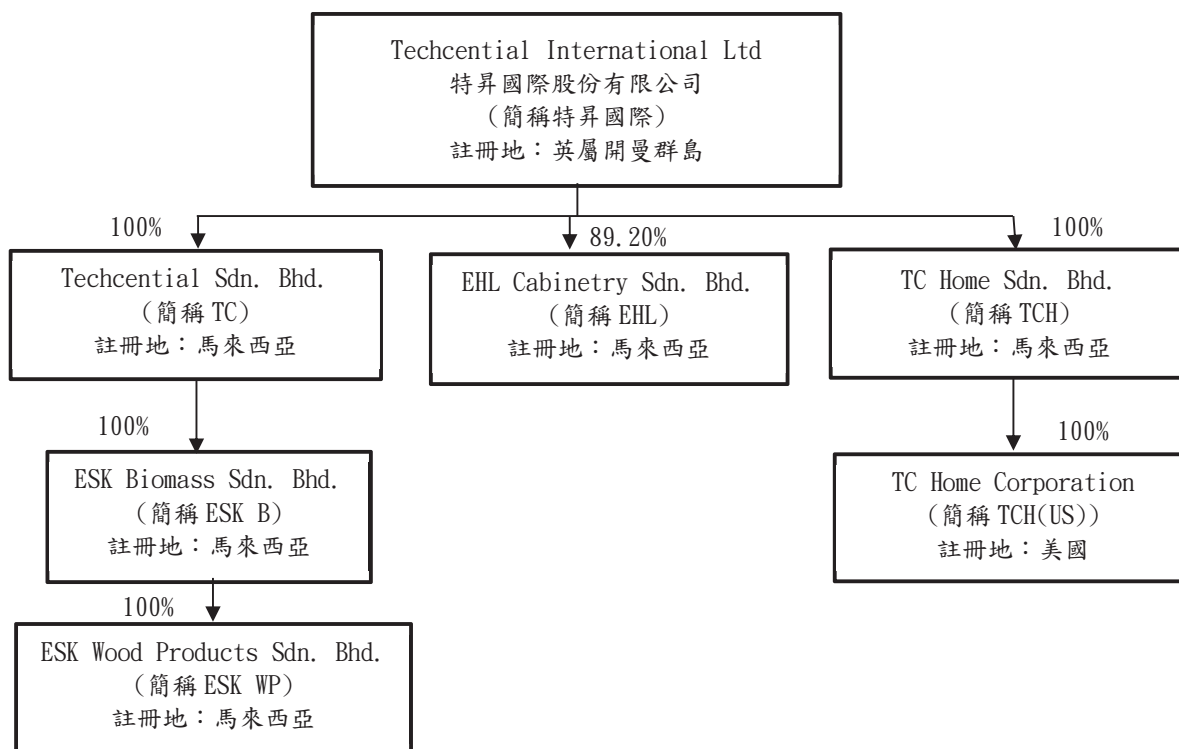 Techcential International Ltd
特昇國際股份有限公司
(簡稱特昇國際)
註冊地：英屬開曼群島
100%
89.20%
100%
Techcential Sdn. Bhd.
(簡稱 TC)
註冊地：馬來西亞
EHL Cabinetry Sdn. Bhd.
(簡稱 EHL)
註冊地：馬來西亞
TC Home Sdn. Bhd.
(簡稱 TCH)
註冊地：馬來西亞
100%
100%
ESK Biomass Sdn. Bhd.
(簡稱 ESK B)
註冊地：馬來西亞
TC Home Corporation
(簡稱 TCH(US))
註冊地：美國
100%
ESK Wood Products Sdn. Bhd.
(簡稱 ESK WP)
註冊地：馬來西亞